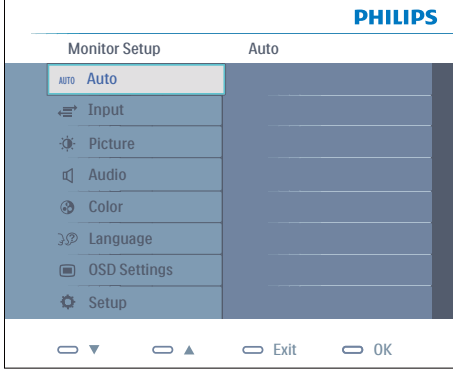 PHILIPS
Monitor Setup Auto
AUTO Auto
Input
Picture
Audio
Color
Language
OSD Settings
Setup
▼ ▲ Exit OK